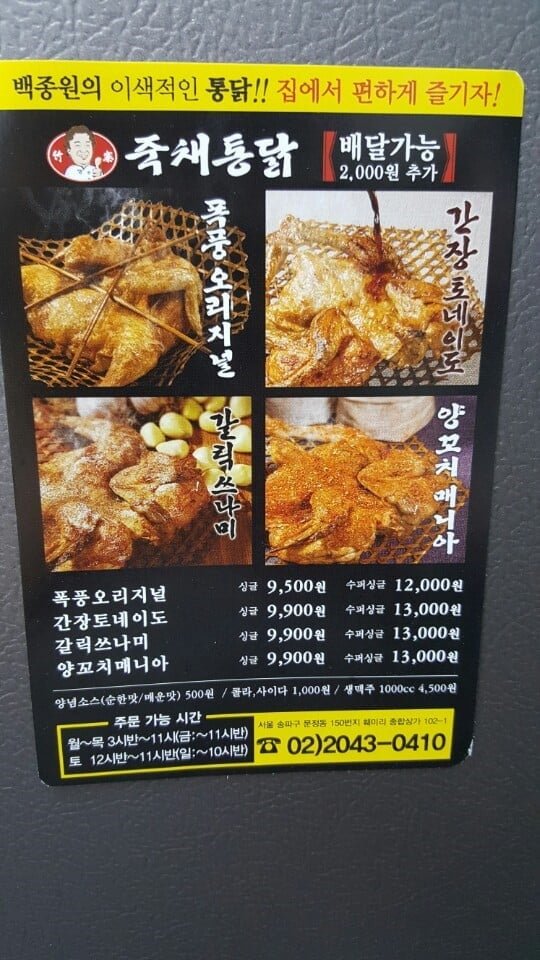 백종원의 이색적인 통닭!! 집에서 편하게 즐기자!
竹寨
죽채통닭
배달가능
2,000원 추가
폭풍오리지널
간장토네이도
갈릭쓰나미
양꼬치매니아
폭풍오리지널 싱글 9,500원 수퍼싱글 12,000원
간장토네이도 싱글 9,900원 수퍼싱글 13,000원
갈릭쓰나미 싱글 9,900원 수퍼싱글 13,000원
양꼬치매니아 싱글 9,900원 수퍼싱글 13,000원
양념소스(순한맛/매운맛) 500원 / 콜라,사이다 1,000원 / 생맥주 1000cc 4,500원
주문 가능 시간
월~목 3시반~11시(금:~11시반)
토 12시반~11시반(일:~10시반)
서울 송파구 문정동 150번지 훼미리 종합상가 102-1
☎ 02)2043-0410